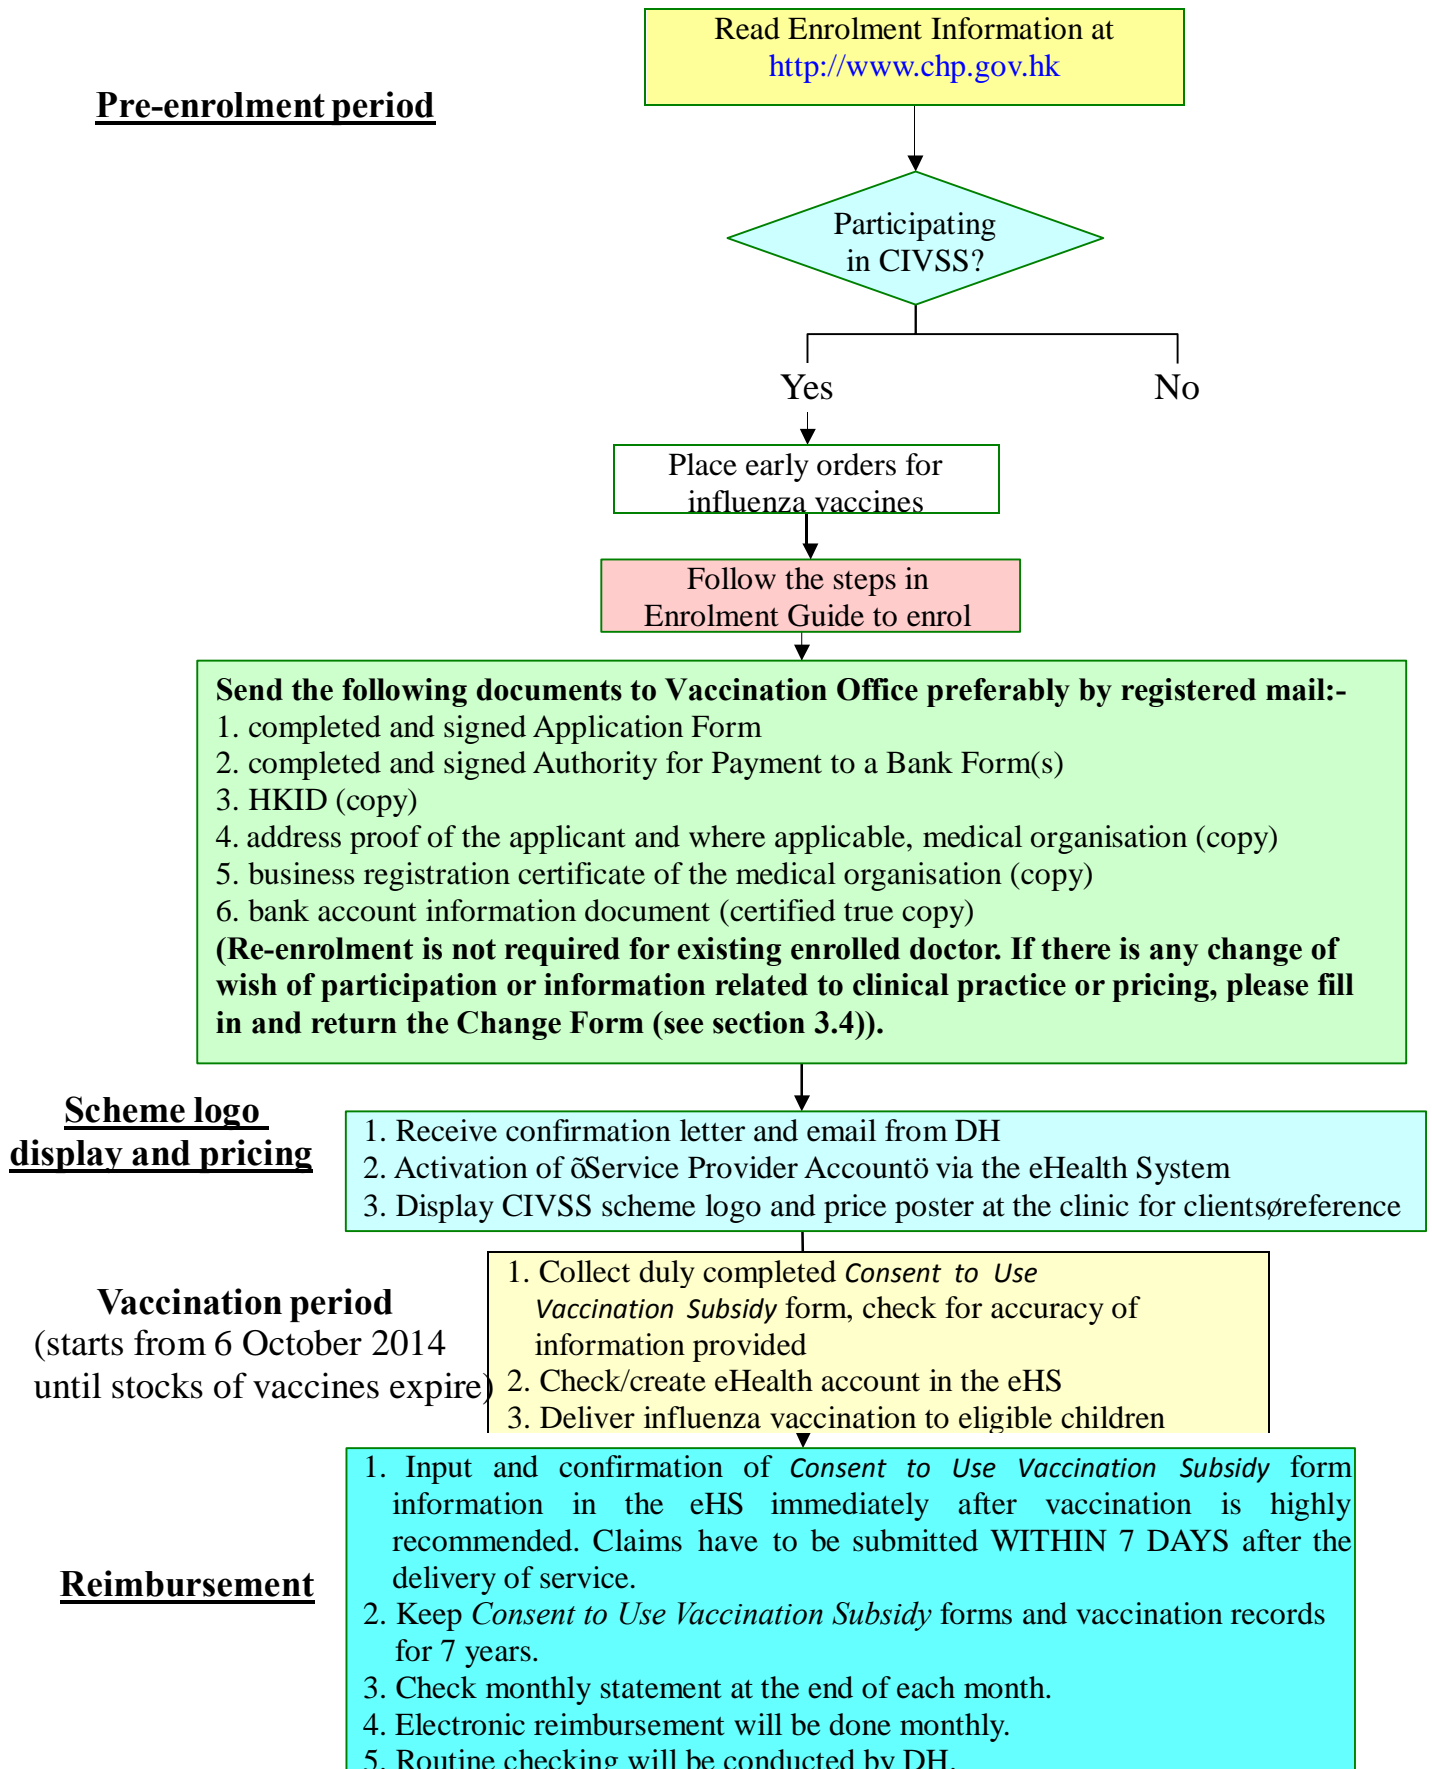 Read Enrolment Information at
http://www.chp.gov.hk
Pre-enrolment period
Participating
in CIVSS?
Yes
No
Place early orders for
influenza vaccines
Follow the steps in
Enrolment Guide to enrol
Send the following documents to Vaccination Office preferably by registered mail:-
1. completed and signed Application Form
2. completed and signed Authority for Payment to a Bank Form(s)
3. HKID (copy)
4. address proof of the applicant and where applicable, medical organisation (copy)
5. business registration certificate of the medical organisation (copy)
6. bank account information document (certified true copy)
(Re-enrolment is not required for existing enrolled doctor. If there is any change of
wish of participation or information related to clinical practice or pricing, please fill
in and return the Change Form (see section 3.4)).
Scheme logo
display and pricing
1. Receive confirmation letter and email from DH
2. Activation of õService Provider Accountö via the eHealth System
3. Display CIVSS scheme logo and price poster at the clinic for clientsøreference
Vaccination period
(starts from 6 October 2014
until stocks of vaccines expire)
1. Collect duly completed Consent to Use
Vaccination Subsidy form, check for accuracy of
information provided
2. Check/create eHealth account in the eHS
3. Deliver influenza vaccination to eligible children
Reimbursement
1. Input and confirmation of Consent to Use Vaccination Subsidy form
information in the eHS immediately after vaccination is highly
recommended. Claims have to be submitted WITHIN 7 DAYS after the
delivery of service.
2. Keep Consent to Use Vaccination Subsidy forms and vaccination records
for 7 years.
3. Check monthly statement at the end of each month.
4. Electronic reimbursement will be done monthly.
5. Routine checking will be conducted by DH.